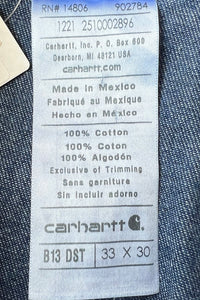 RN# 14806 902784
1221 2510002896
Carhartt, Inc. P.O. Box 600
Dearborn, MI 48121 USA
carhartt.com
Made in Mexico
Fabriqué au Mexique
Hecho en México
100% Cotton
100% Coton
100% Algodón
Exclusive of Trimming
Sans garniture
Sin incluir adorno
carhartt
B13 DST 33 X 30